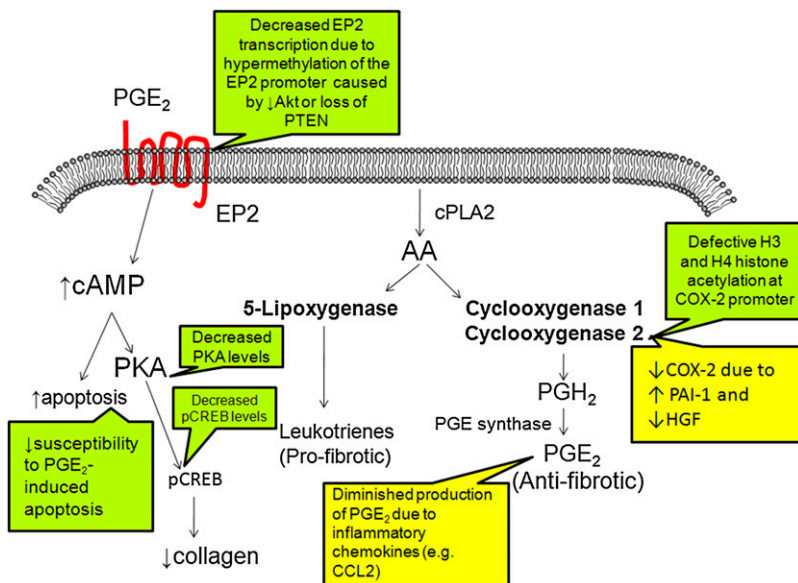 Decreased EP2
transcription due to
hypermethylation of the
EP2 promoter caused
by ↓Akt or loss of
PTEN
PGE₂
EP2
cPLA2
AA
Defective H3
and H4 histone
acetylation at
COX-2 promoter
↑cAMP
5-Lipoxygenase
Cyclooxygenase 1
Cyclooxygenase 2
↓COX-2 due to
↑ PAI-1 and
↓HGF
PKA
Decreased
PKA levels
↑apoptosis
Decreased
pCREB levels
PGH₂
PGE synthase
Leukotrienes
(Pro-fibrotic)
↓susceptibility
to PGE₂-
induced
apoptosis
pCREB
PGE₂
(Anti-fibrotic)
Diminished production
of PGE₂ due to
inflammatory
chemokines (e.g.
CCL2)
↓collagen